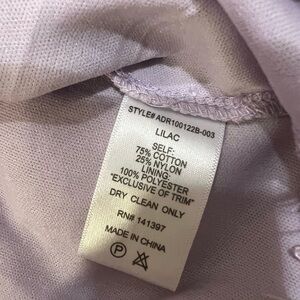 STYLE# ADR100122B-003
LILAC
SELF:
75% COTTON
25% NYLON
LINING:
100% POLYESTER
"EXCLUSIVE OF TRIM"
DRY CLEAN ONLY
RN# 141397
MADE IN CHINA
P